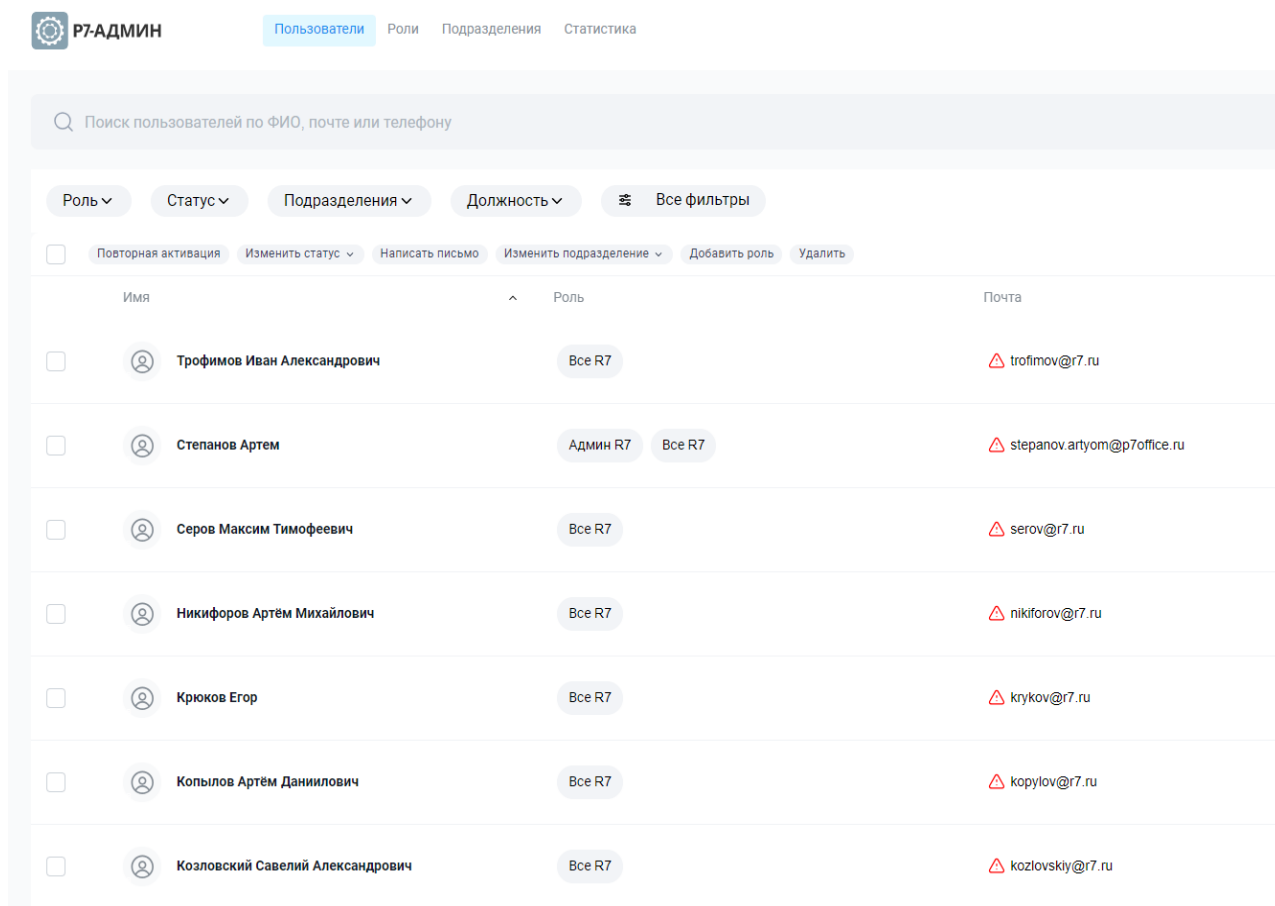 Р7-АДМИН Пользователи Роли Подразделения Статистика
Поиск пользователей по ФИО, почте или телефону
Роль Статус Подразделения Должность Все фильтры
Повторная активация Изменить статус Написать письмо Изменить подразделение Добавить роль Удалить
Имя Роль Почта
Трофимов Иван Александрович Все R7 trofimov@r7.ru
Степанов Артем Админ R7 Все R7 stepanov.artyom@p7office.ru
Серов Максим Тимофеевич Все R7 serov@r7.ru
Никифоров Артём Михайлович Все R7 nikiforov@r7.ru
Крюков Егор Все R7 krykov@r7.ru
Копылов Артём Даниилович Все R7 kopylov@r7.ru
Козловский Савелий Александрович Все R7 kozlovskiy@r7.ru